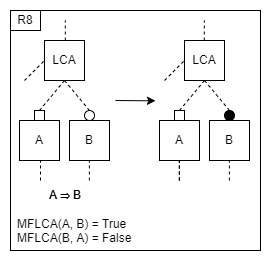 R8
LCA
LCA
A
B
A
B
A ⇒ B
MFLCA(A, B) = True
MFLCA(B, A) = False